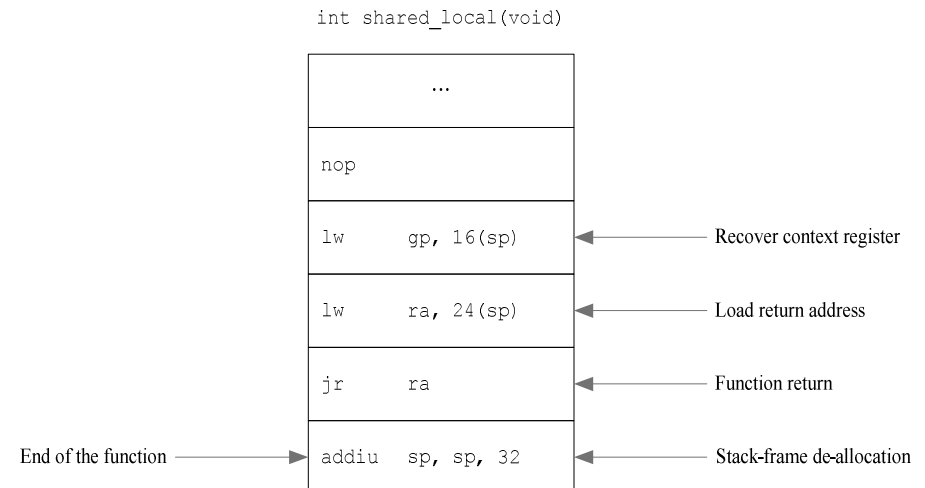 int shared_local(void)
...
nop
lw gp, 16(sp) Recover context register
lw ra, 24(sp) Load return address
jr ra Function return
End of the function addiu sp, sp, 32 Stack-frame de-allocation